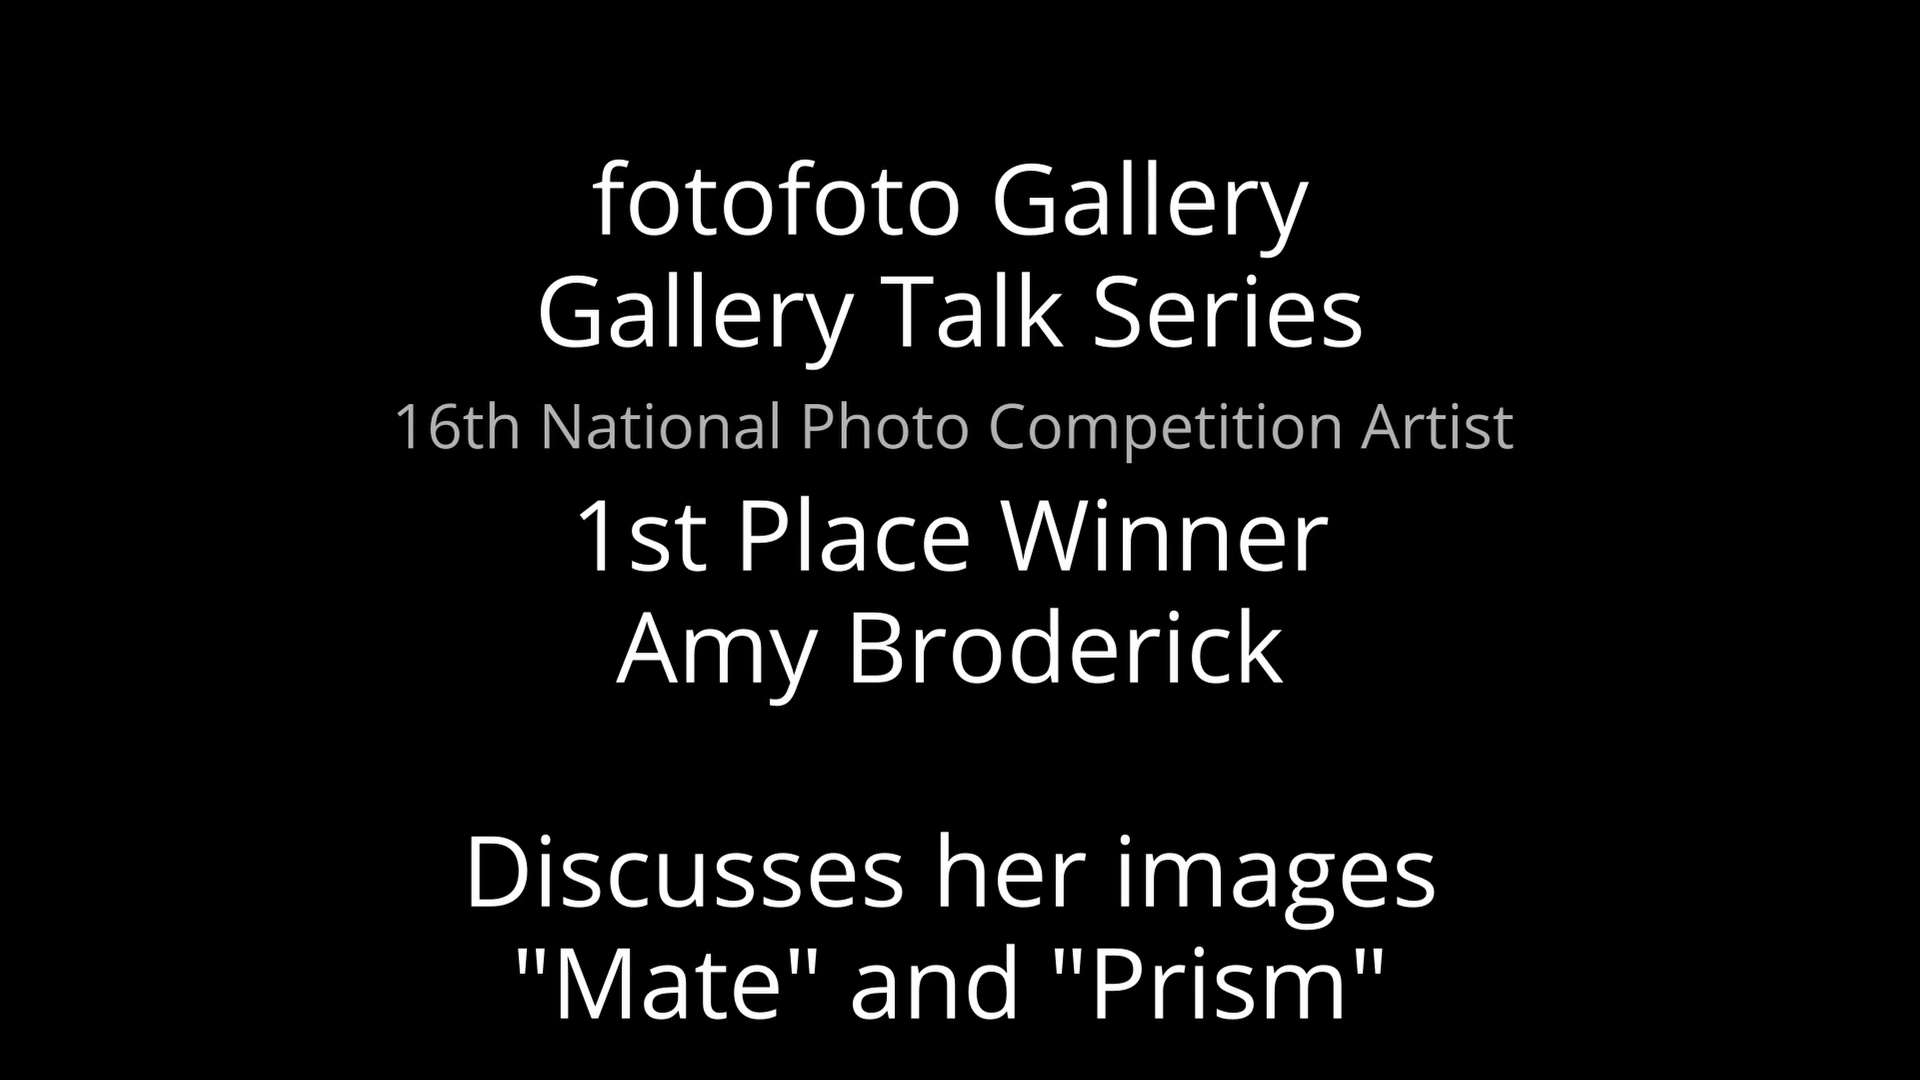 fotofoto Gallery
Gallery Talk Series
16th National Photo Competition Artist
1st Place Winner
Amy Broderick
Discusses her images
"Mate" and "Prism"